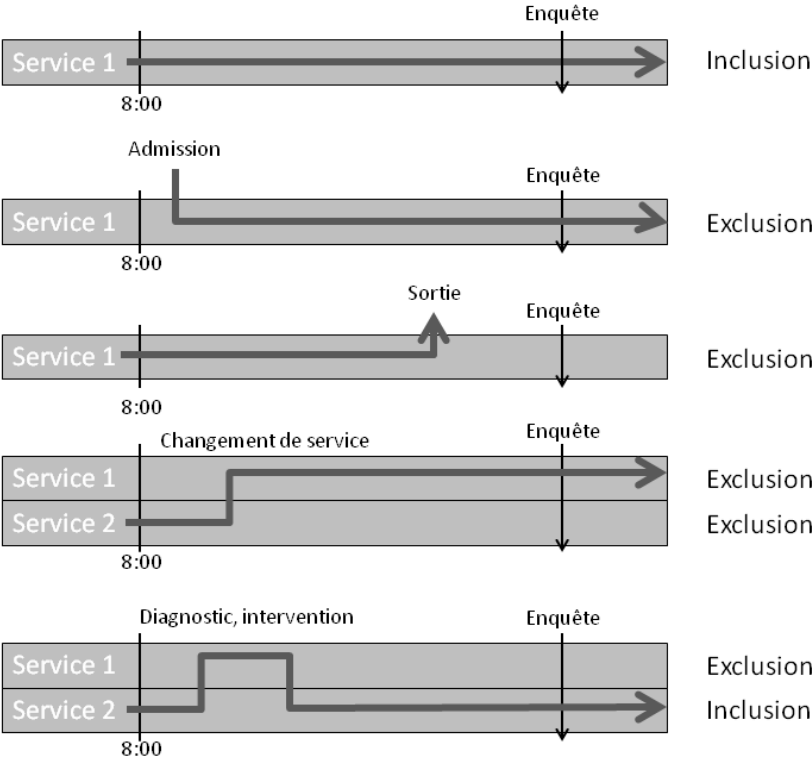 Enquête
Service 1
Inclusion
8:00
Admission
Enquête
Service 1
Exclusion
8:00
Sortie
Enquête
Service 1
Exclusion
8:00
Changement de service
Enquête
Service 1
Exclusion
Service 2
Exclusion
8:00
Diagnostic, intervention
Enquête
Service 1
Exclusion
Service 2
Inclusion
8:00